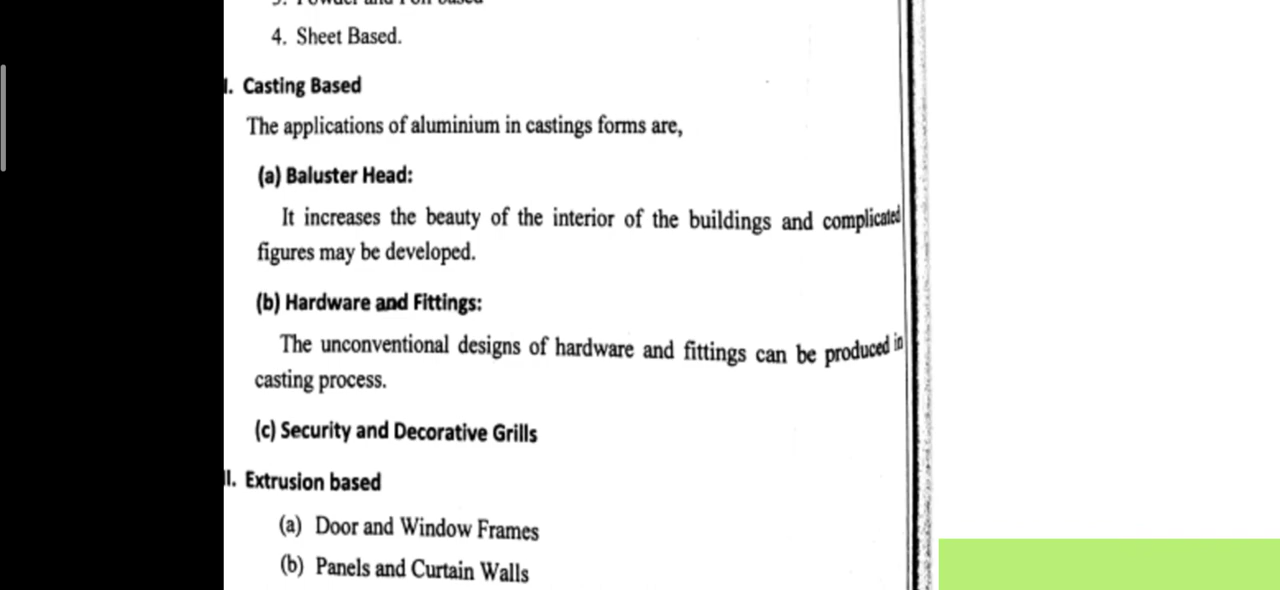 4. Sheet Based.
I. Casting Based
The applications of aluminium in castings forms are,
(a) Baluster Head:
It increases the beauty of the interior of the buildings and complicated
figures may be developed.
(b) Hardware and Fittings:
The unconventional designs of hardware and fittings can be produced in
casting process.
(c) Security and Decorative Grills
II. Extrusion based
(a) Door and Window Frames
(b) Panels and Curtain Walls